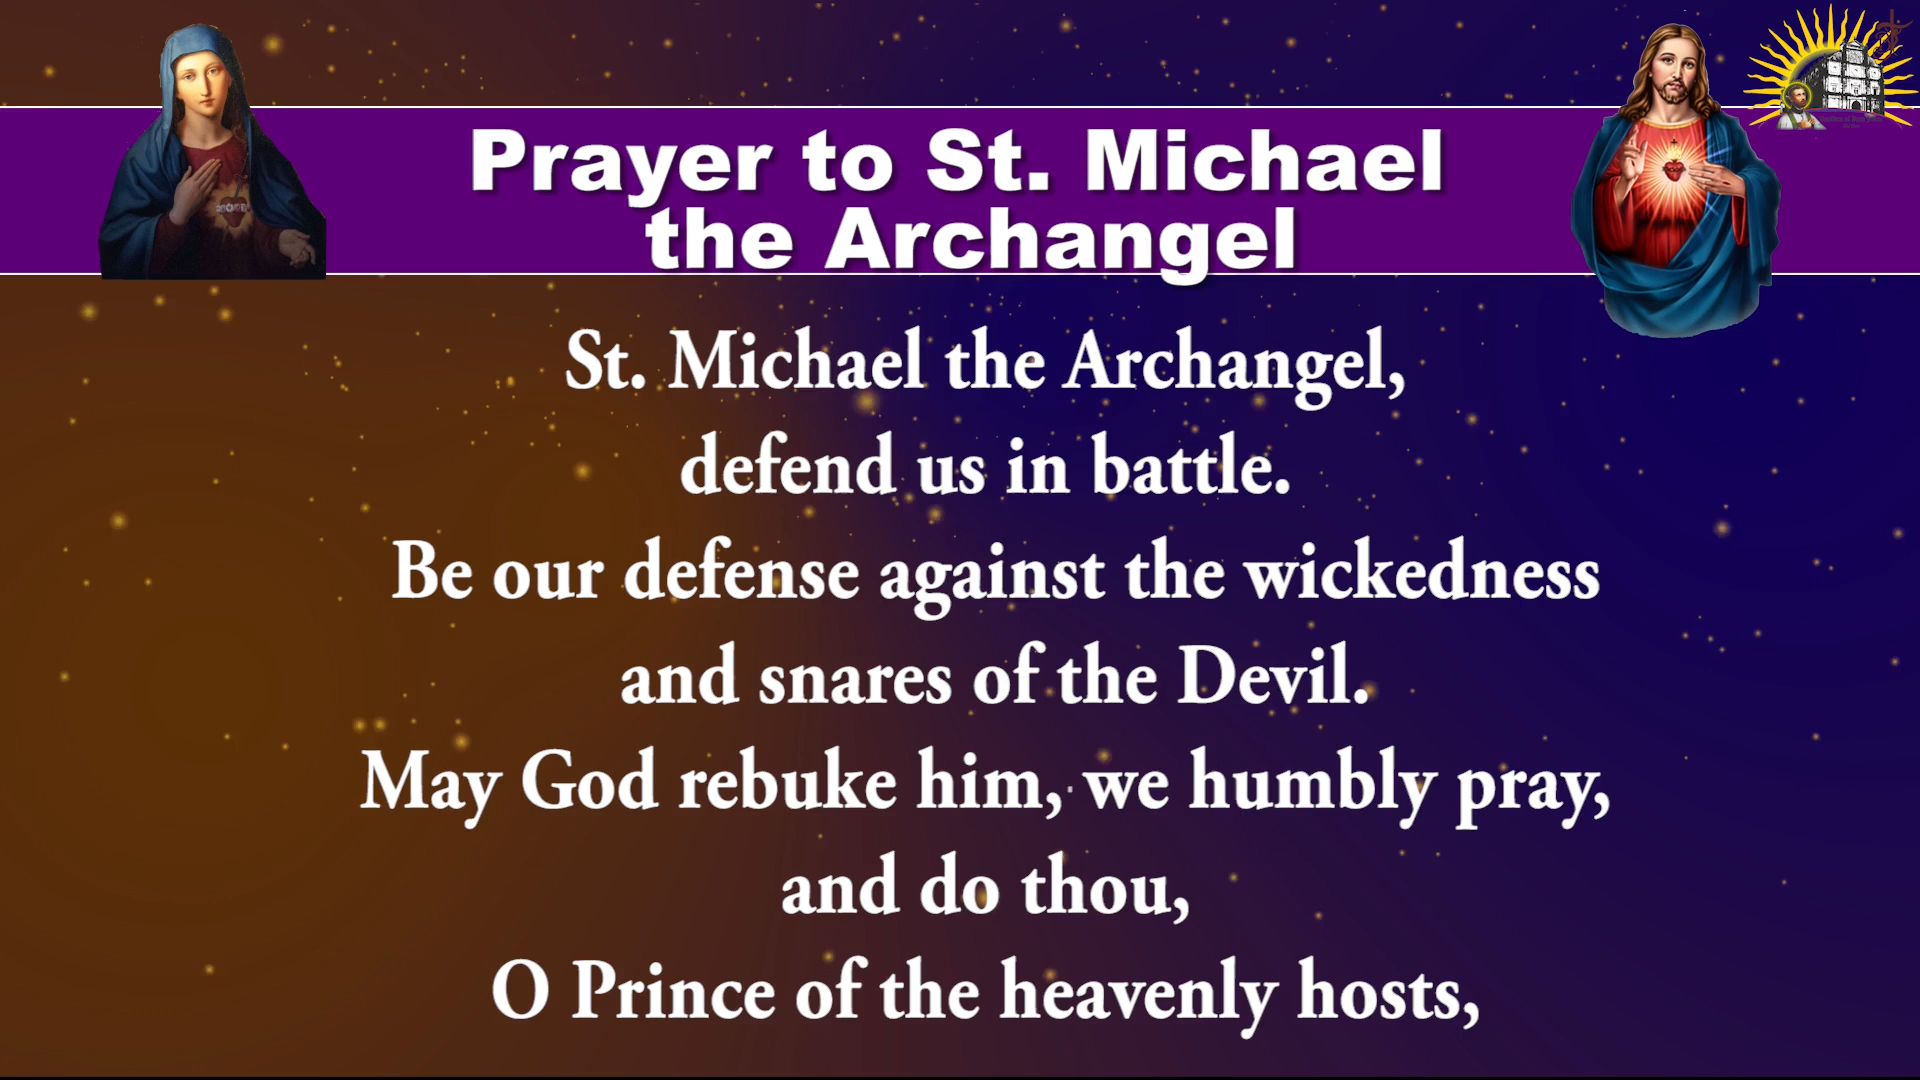 Prayer to St. Michael
the Archangel
St. Michael the Archangel,
defend us in battle.
Be our defense against the wickedness
and snares of the Devil.
May God rebuke him, we humbly pray,
and do thou,
O Prince of the heavenly hosts,